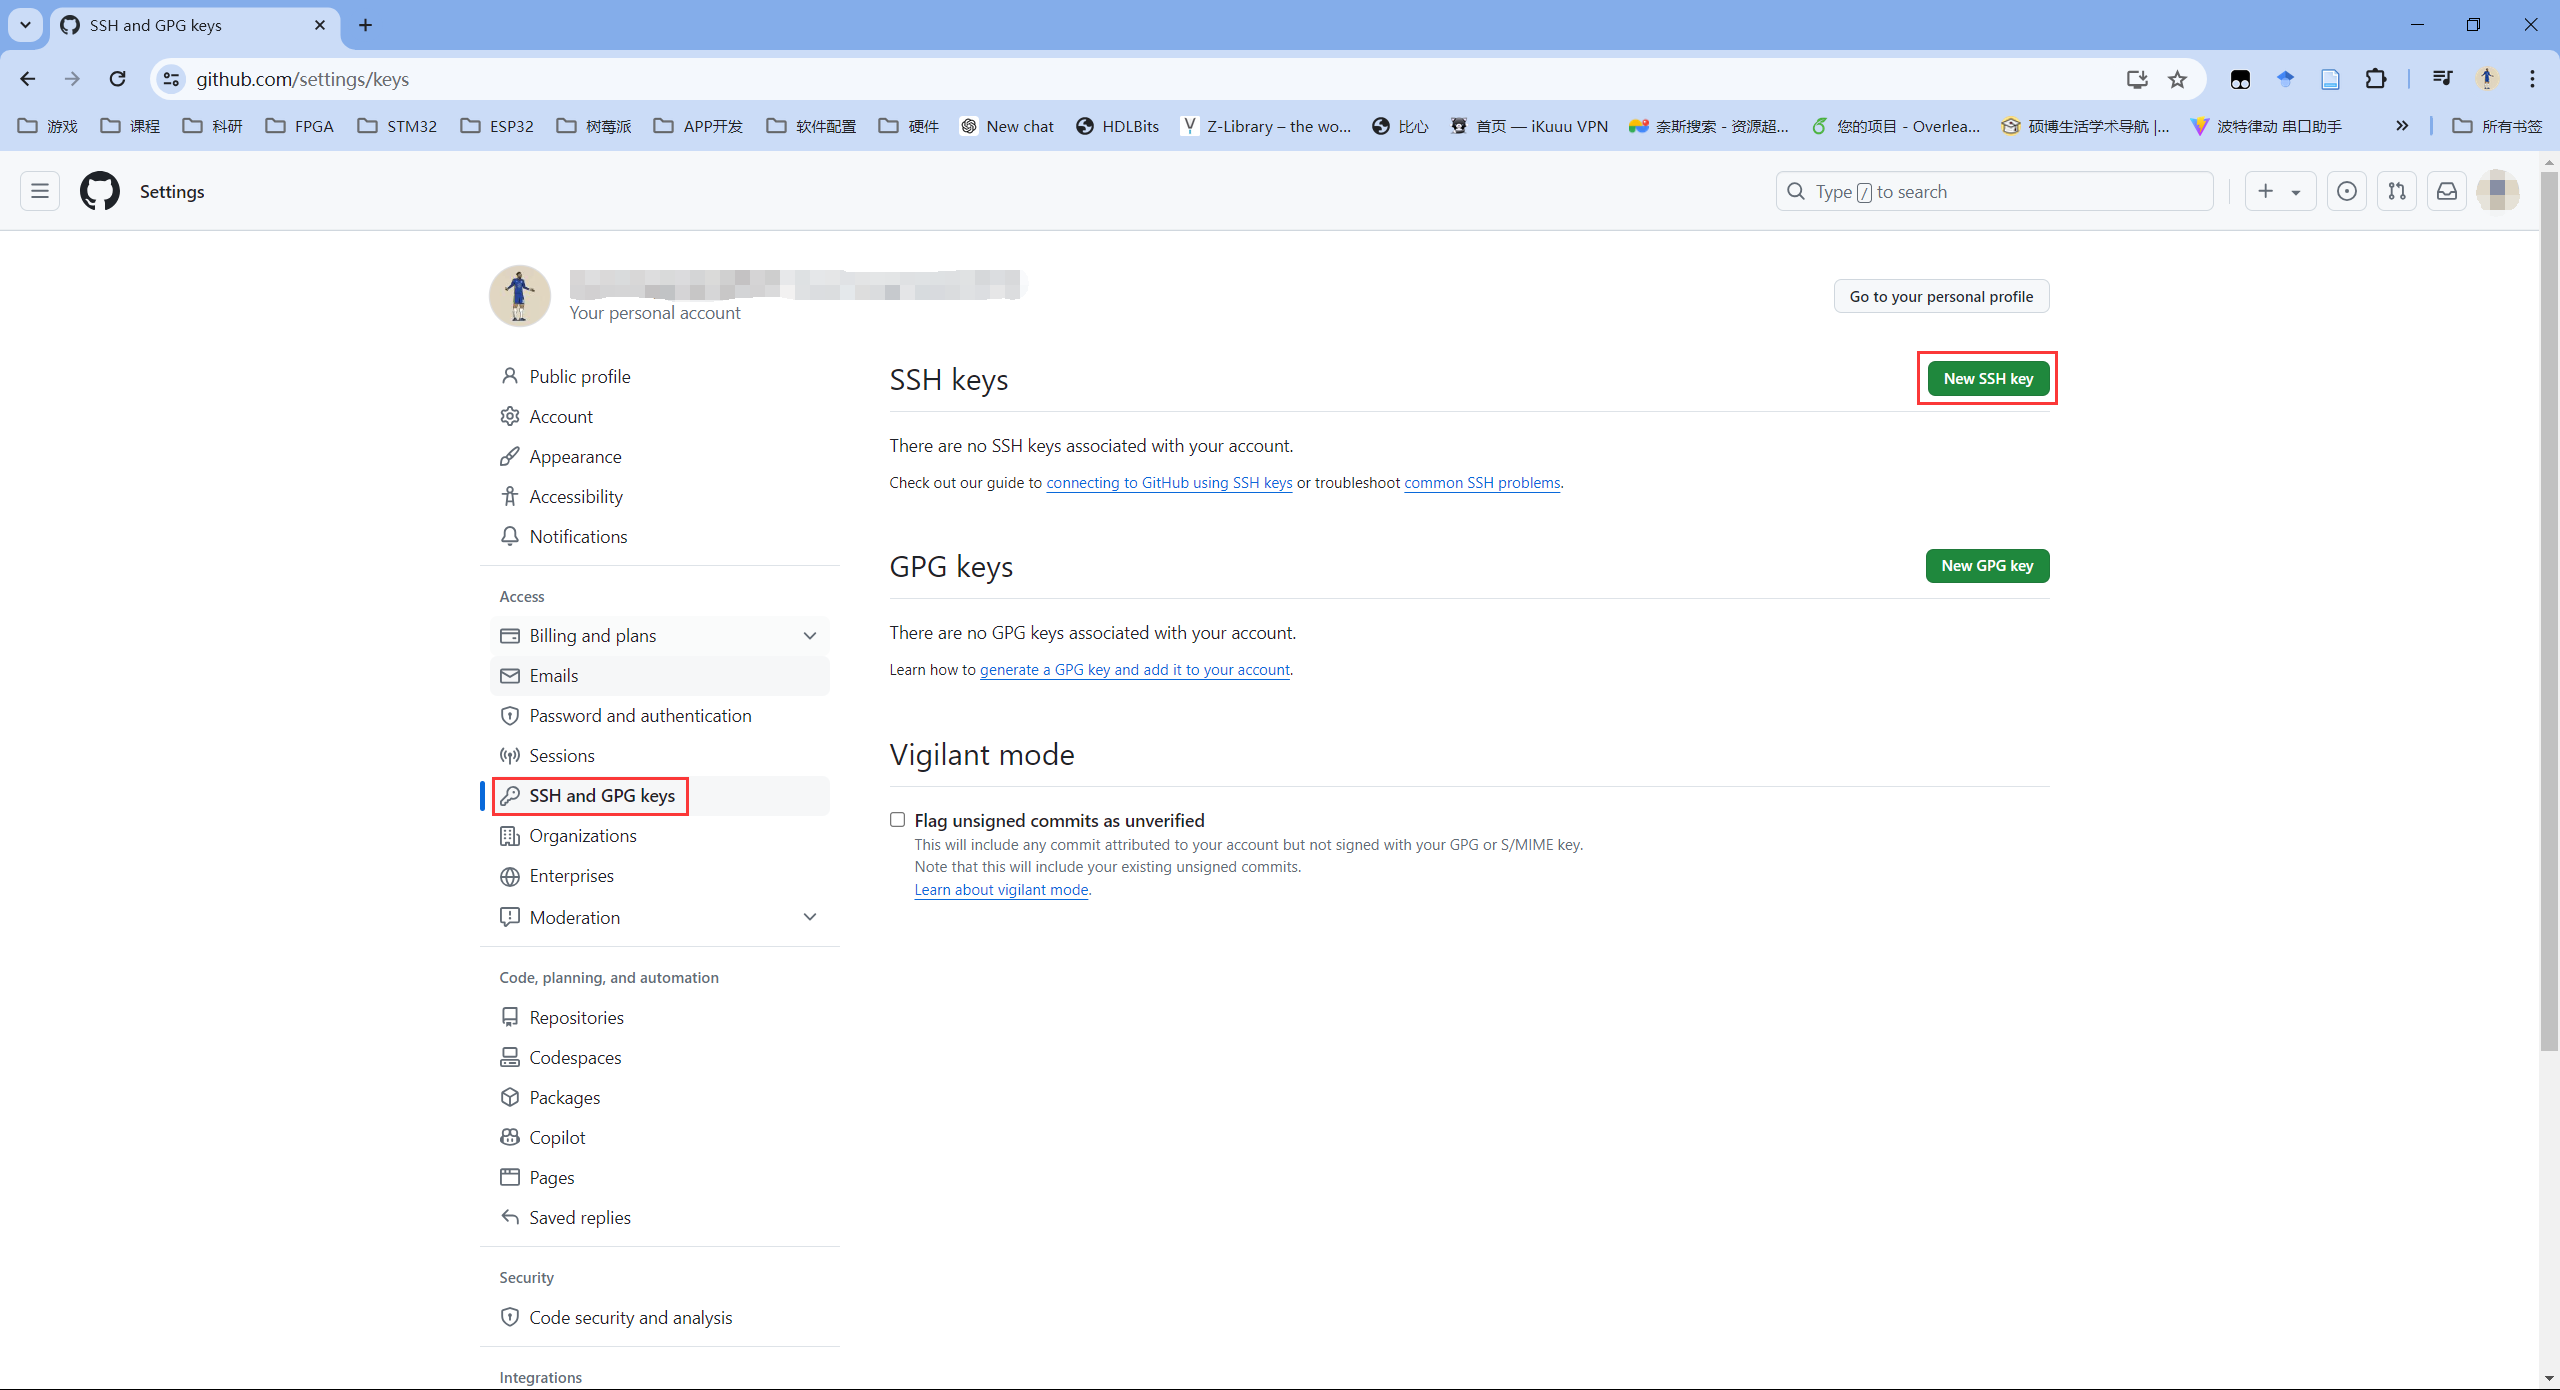 SSH and GPG keys
github.com/settings/keys
游戏 课程 科研 FPGA STM32 ESP32 树莓派 APP开发 软件配置 硬件 New chat HDLBits Z-Library – the wo... 比心 首页 — iKuuu VPN 奈斯搜索 - 资源超... 您的项目 - Overlea... 硕博生活学术导航 |... 波特律动 串口助手 » 所有书签
Settings
Type / to search
Your personal account
Go to your personal profile
Public profile
Account
Appearance
Accessibility
Notifications
Access
Billing and plans
Emails
Password and authentication
Sessions
SSH and GPG keys
Organizations
Enterprises
Moderation
Code, planning, and automation
Repositories
Codespaces
Packages
Copilot
Pages
Saved replies
Security
Code security and analysis
Integrations
SSH keys
New SSH key
There are no SSH keys associated with your account.
Check out our guide to connecting to GitHub using SSH keys or troubleshoot common SSH problems.
GPG keys
New GPG key
There are no GPG keys associated with your account.
Learn how to generate a GPG key and add it to your account.
Vigilant mode
Flag unsigned commits as unverified
This will include any commit attributed to your account but not signed with your GPG or S/MIME key.
Note that this will include your existing unsigned commits.
Learn about vigilant mode.